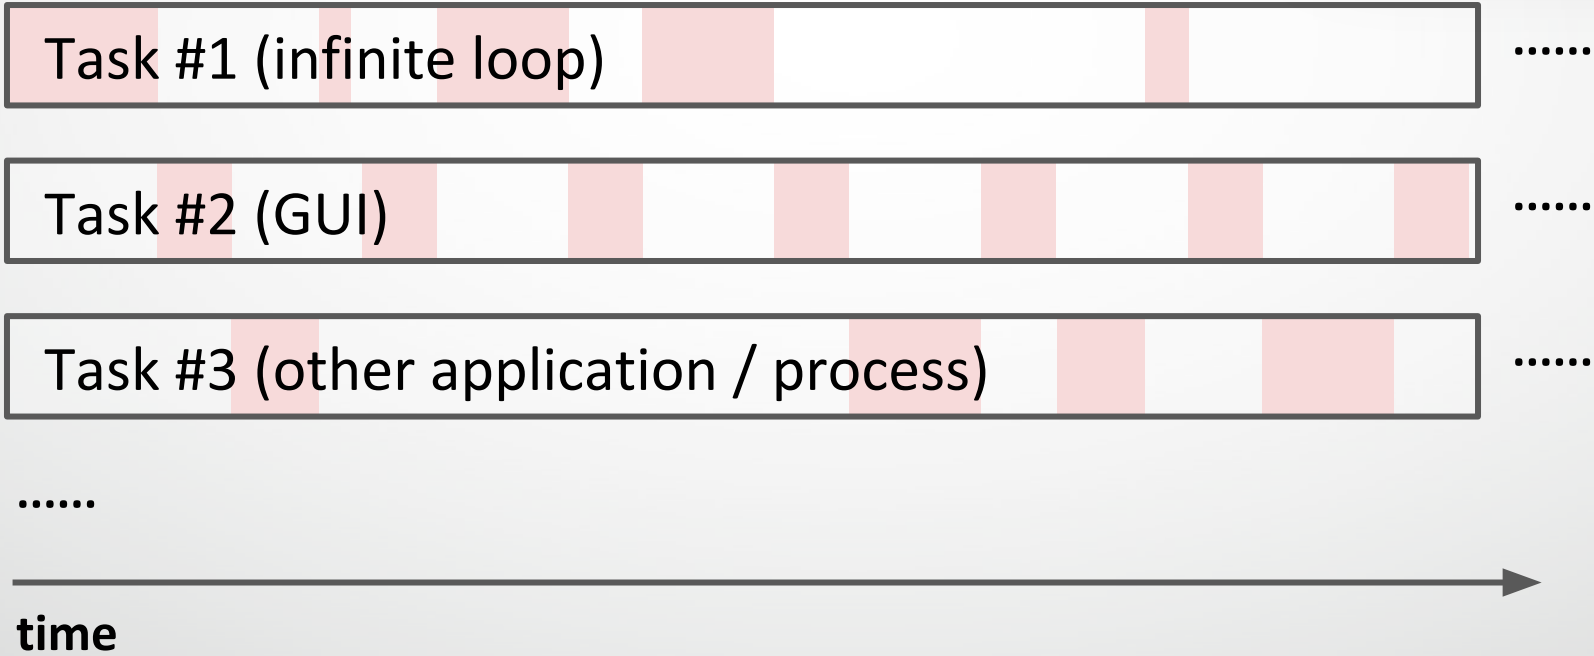 Task #1 (infinite loop) ......
Task #2 (GUI) ......
Task #3 (other application / process) ......
......
time